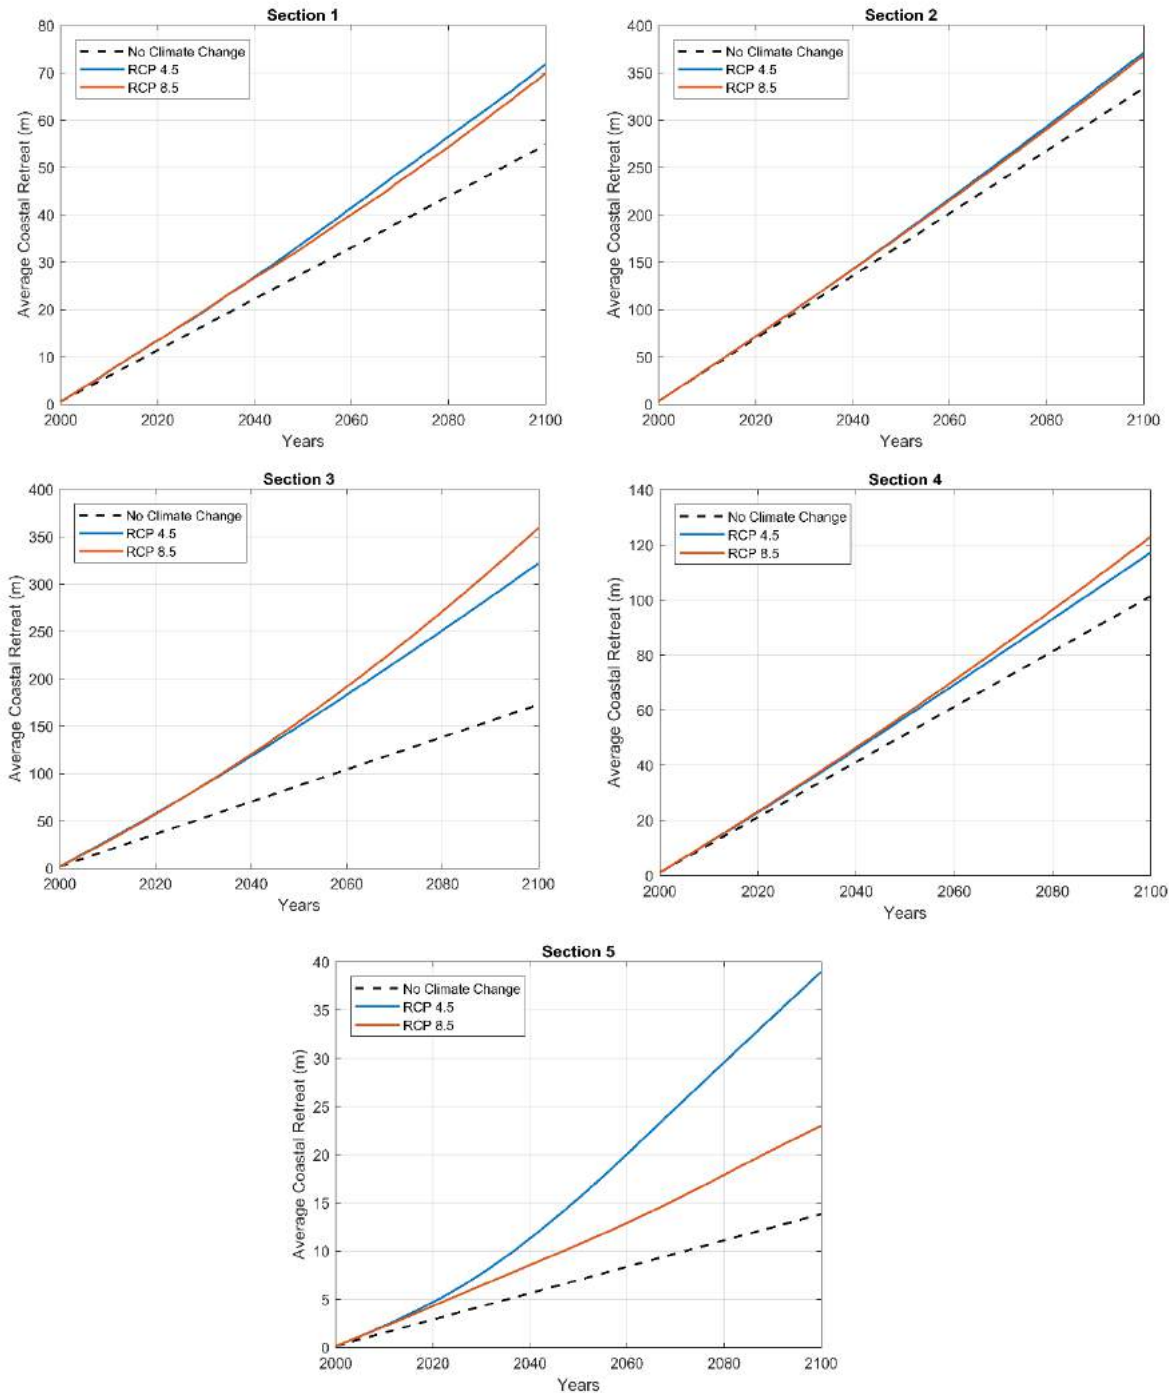 Section 1
80
70
60
50
40
30
20
10
0
Average Coastal Retreat (m)
No Climate Change
RCP 4.5
RCP 8.5
2000 2020 2040 2060 2080 2100
Years
Section 2
400
350
300
250
200
150
100
50
0
Average Coastal Retreat (m)
No Climate Change
RCP 4.5
RCP 8.5
2000 2020 2040 2060 2080 2100
Years
Section 3
400
350
300
250
200
150
100
50
0
Average Coastal Retreat (m)
No Climate Change
RCP 4.5
RCP 8.5
2000 2020 2040 2060 2080 2100
Years
Section 4
140
120
100
80
60
40
20
0
Average Coastal Retreat (m)
No Climate Change
RCP 4.5
RCP 8.5
2000 2020 2040 2060 2080 2100
Years
Section 5
40
35
30
25
20
15
10
5
0
Average Coastal Retreat (m)
No Climate Change
RCP 4.5
RCP 8.5
2000 2020 2040 2060 2080 2100
Years